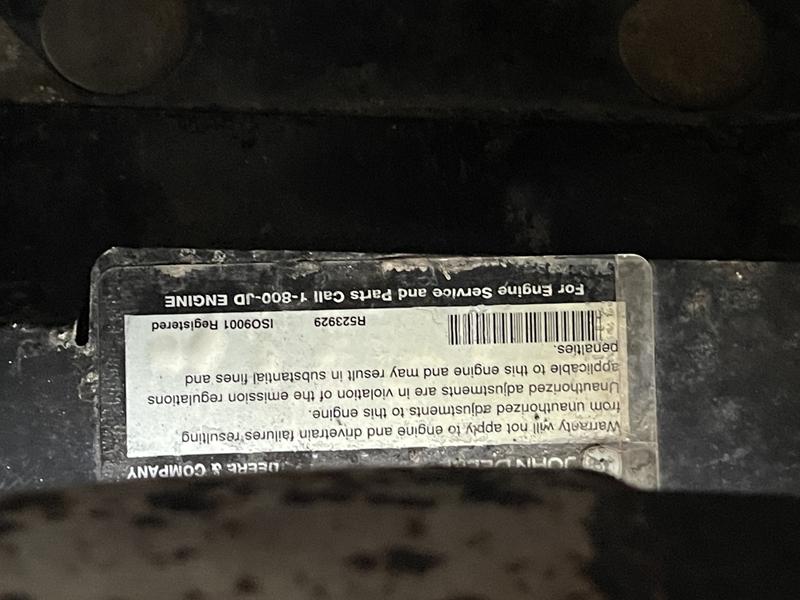 JOHN DEERE & COMPANY
Warranty will not apply to engine and drivetrain failures resulting
from unauthorized adjustments to this engine.
Unauthorized adjustments are in violation of the emission regulations
applicable to this engine and may result in substantial fines and
penalties.
R523929 ISO9001 Registered
For Engine Service and Parts Call 1-800-JD ENGINE